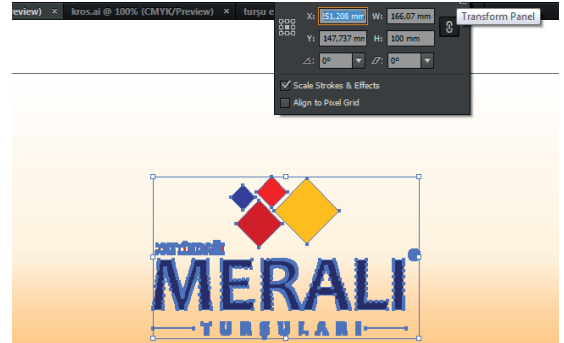 review) × kros.ai @ 100% (CMYK/Preview) × turşu e
X: 151,208 mm W: 166,07 mm
Transform Panel
Y: 147,737 mm H: 100 mm
0° 0°
Scale Strokes & Effects
Align to Pixel Grid
MERALI
TURŞULARI